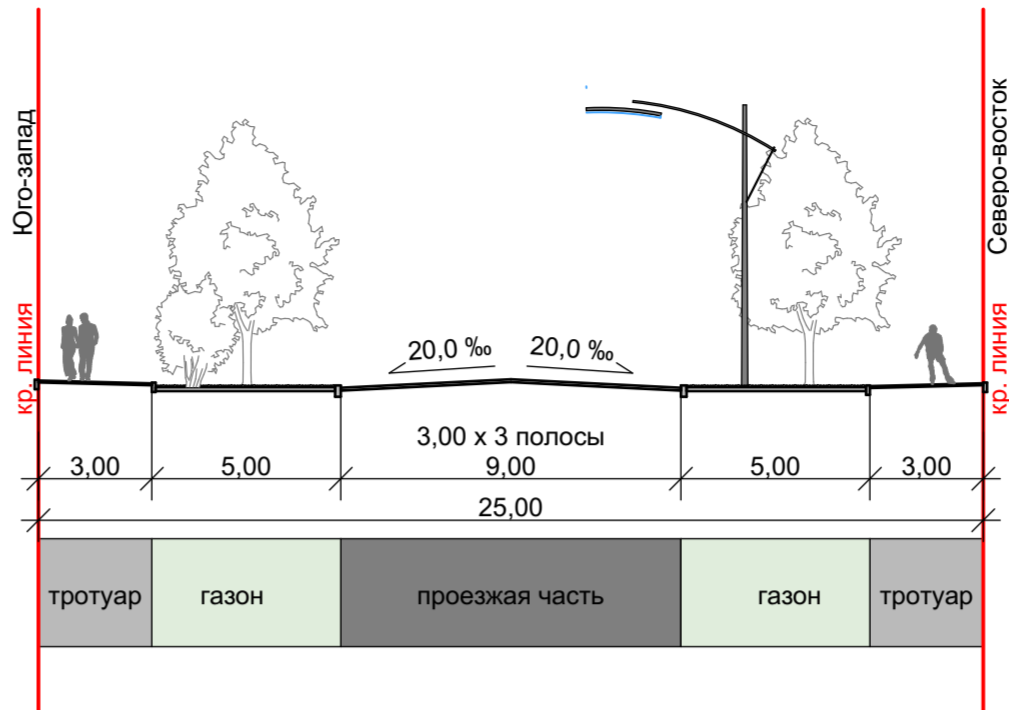 Юго-запад
Северо-восток
кр. линия
кр. линия
20,0 ‰ 20,0 ‰
3,00 х 3 полосы
3,00 5,00 9,00 5,00 3,00
25,00
тротуар газон проезжая часть газон тротуар